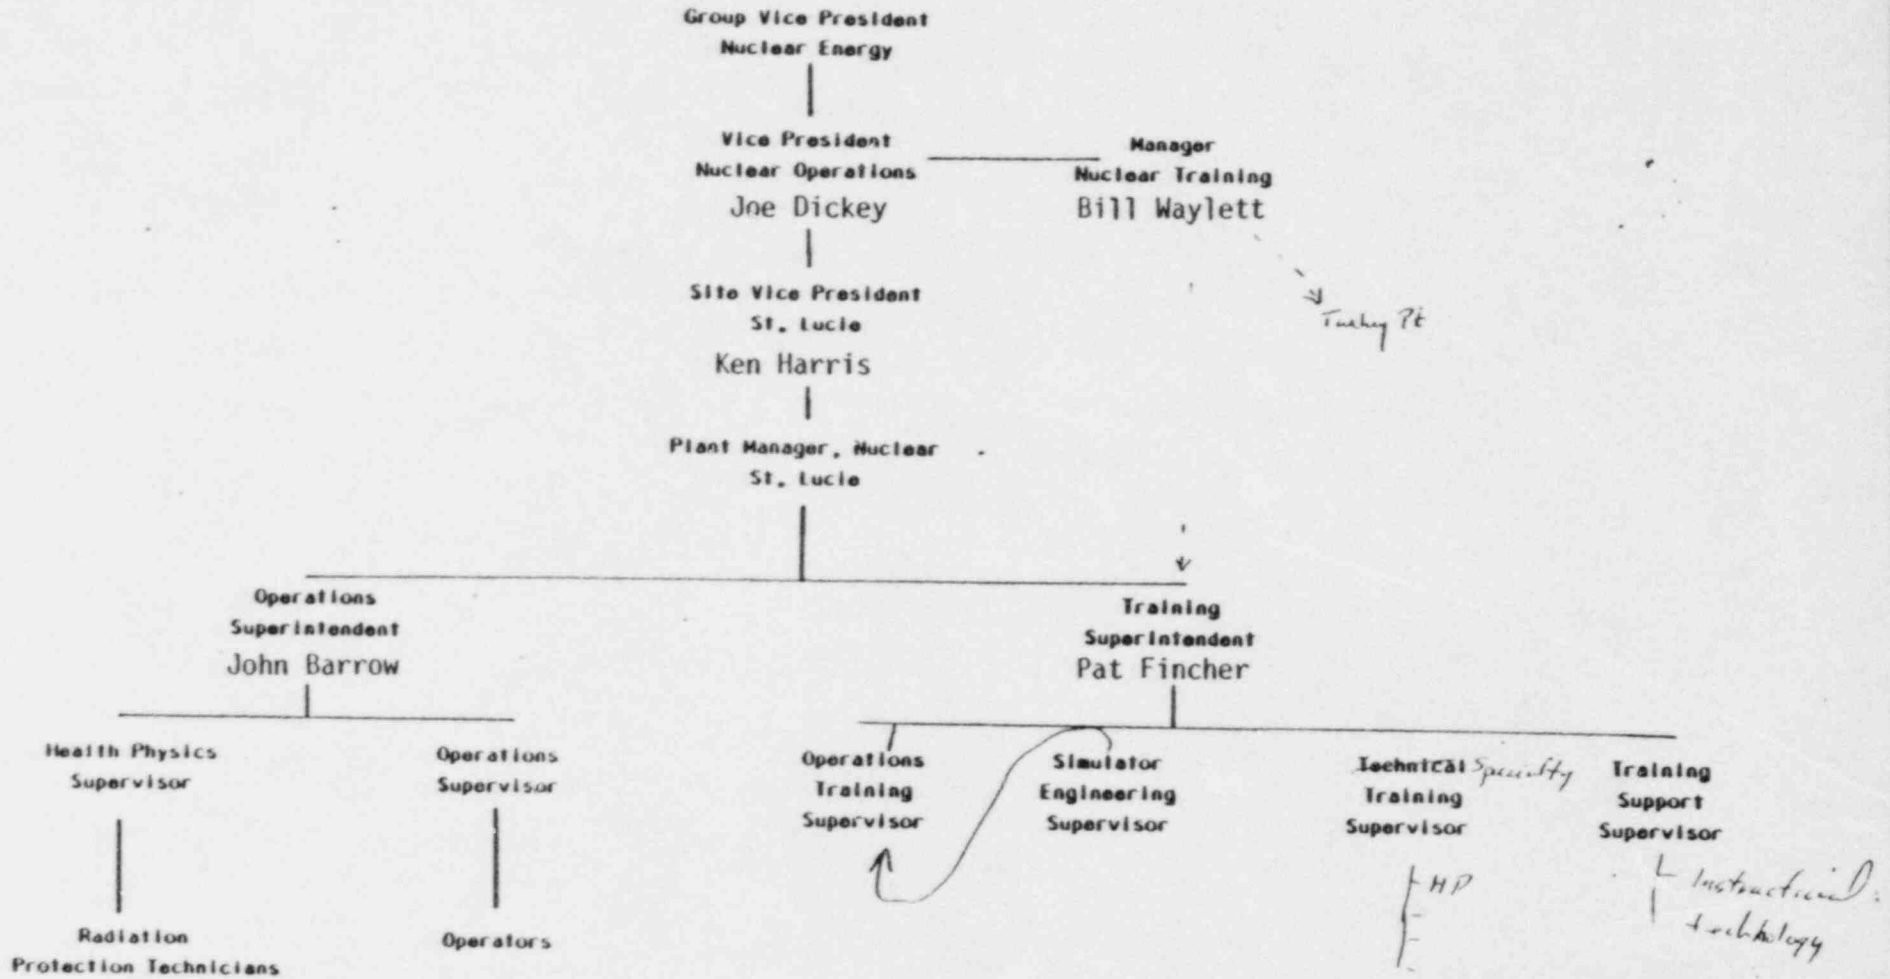 Group Vice President
Nuclear Energy
Vice President
Nuclear Operations
Joe Dickey
Manager
Nuclear Training
Bill Waylett
Site Vice President
St. Lucie
Ken Harris
Turkey Pt
Plant Manager, Nuclear
St. Lucie
Operations
Superintendent
John Barrow
Training
Superintendent
Pat Fincher
Health Physics
Supervisor
Operations
Supervisor
Operations
Training
Supervisor
Simulator
Engineering
Supervisor
Technical Specialty
Training
Supervisor
Training
Support
Supervisor
HP
Instructional
technology
Radiation
Protection Technicians
Operators